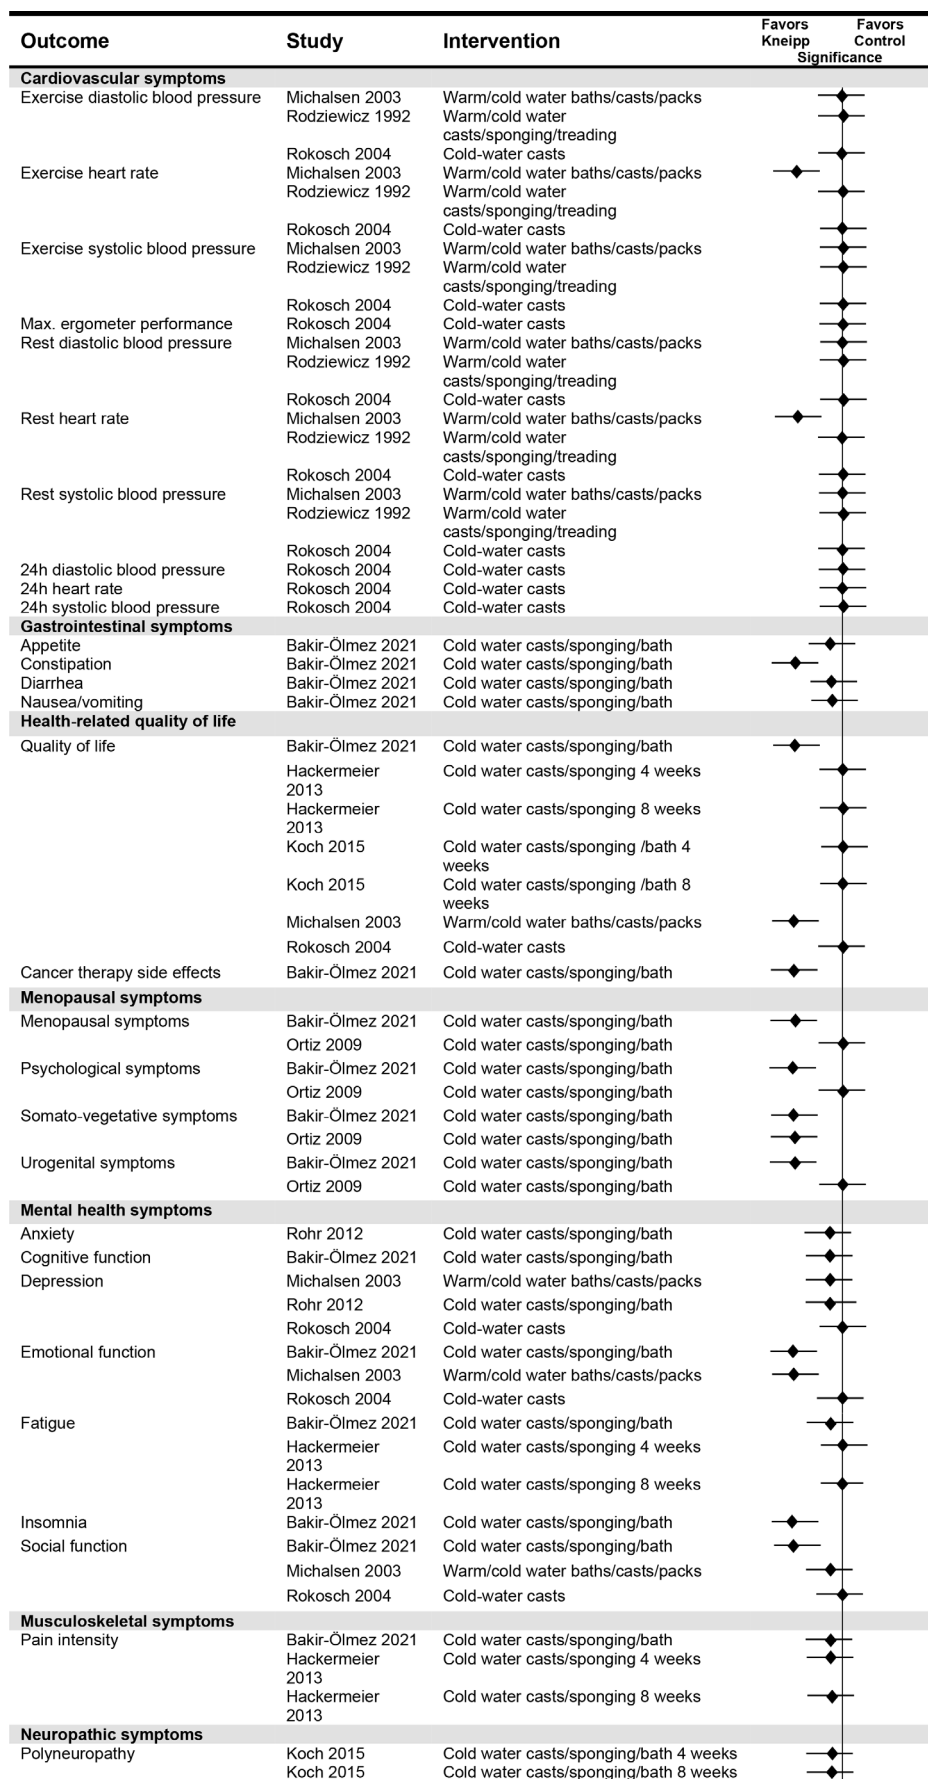 Outcome Study Intervention Favors Kneipp Favors Control
Significance
Cardiovascular symptoms
Exercise diastolic blood pressure Michalsen 2003 Warm/cold water baths/casts/packs
Rodziewicz 1992 Warm/cold water
casts/sponging/treading
Rokosch 2004 Cold-water casts
Exercise heart rate Michalsen 2003 Warm/cold water baths/casts/packs
Rodziewicz 1992 Warm/cold water
casts/sponging/treading
Rokosch 2004 Cold-water casts
Exercise systolic blood pressure Michalsen 2003 Warm/cold water baths/casts/packs
Rodziewicz 1992 Warm/cold water
casts/sponging/treading
Rokosch 2004 Cold-water casts
Max. ergometer performance Rokosch 2004 Cold-water casts
Rest diastolic blood pressure Michalsen 2003 Warm/cold water baths/casts/packs
Rodziewicz 1992 Warm/cold water
casts/sponging/treading
Rokosch 2004 Cold-water casts
Rest heart rate Michalsen 2003 Warm/cold water baths/casts/packs
Rodziewicz 1992 Warm/cold water
casts/sponging/treading
Rokosch 2004 Cold-water casts
Rest systolic blood pressure Michalsen 2003 Warm/cold water baths/casts/packs
Rodziewicz 1992 Warm/cold water
casts/sponging/treading
Rokosch 2004 Cold-water casts
24h diastolic blood pressure Rokosch 2004 Cold-water casts
24h heart rate Rokosch 2004 Cold-water casts
24h systolic blood pressure Rokosch 2004 Cold-water casts
Gastrointestinal symptoms
Appetite Bakir-Ölmez 2021 Cold water casts/sponging/bath
Constipation Bakir-Ölmez 2021 Cold water casts/sponging/bath
Diarrhea Bakir-Ölmez 2021 Cold water casts/sponging/bath
Nausea/vomiting Bakir-Ölmez 2021 Cold water casts/sponging/bath
Health-related quality of life
Quality of life Bakir-Ölmez 2021 Cold water casts/sponging/bath
Hackermeier Cold water casts/sponging 4 weeks
2013
Hackermeier Cold water casts/sponging 8 weeks
2013
Koch 2015 Cold water casts/sponging /bath 4
weeks
Koch 2015 Cold water casts/sponging /bath 8
weeks
Michalsen 2003 Warm/cold water baths/casts/packs
Rokosch 2004 Cold-water casts
Cancer therapy side effects Bakir-Ölmez 2021 Cold water casts/sponging/bath
Menopausal symptoms
Menopausal symptoms Bakir-Ölmez 2021 Cold water casts/sponging/bath
Ortiz 2009 Cold water casts/sponging/bath
Psychological symptoms Bakir-Ölmez 2021 Cold water casts/sponging/bath
Ortiz 2009 Cold water casts/sponging/bath
Somato-vegetative symptoms Bakir-Ölmez 2021 Cold water casts/sponging/bath
Ortiz 2009 Cold water casts/sponging/bath
Urogenital symptoms Bakir-Ölmez 2021 Cold water casts/sponging/bath
Ortiz 2009 Cold water casts/sponging/bath
Mental health symptoms
Anxiety Rohr 2012 Cold water casts/sponging/bath
Cognitive function Bakir-Ölmez 2021 Cold water casts/sponging/bath
Depression Michalsen 2003 Warm/cold water baths/casts/packs
Rohr 2012 Cold water casts/sponging/bath
Rokosch 2004 Cold-water casts
Emotional function Bakir-Ölmez 2021 Cold water casts/sponging/bath
Michalsen 2003 Warm/cold water baths/casts/packs
Rokosch 2004 Cold-water casts
Fatigue Bakir-Ölmez 2021 Cold water casts/sponging/bath
Hackermeier Cold water casts/sponging 4 weeks
2013
Hackermeier Cold water casts/sponging 8 weeks
2013
Insomnia Bakir-Ölmez 2021 Cold water casts/sponging/bath
Social function Bakir-Ölmez 2021 Cold water casts/sponging/bath
Michalsen 2003 Warm/cold water baths/casts/packs
Rokosch 2004 Cold-water casts
Musculoskeletal symptoms
Pain intensity Bakir-Ölmez 2021 Cold water casts/sponging/bath
Hackermeier Cold water casts/sponging 4 weeks
2013
Hackermeier Cold water casts/sponging 8 weeks
2013
Neuropathic symptoms
Polyneuropathy Koch 2015 Cold water casts/sponging/bath 4 weeks
Koch 2015 Cold water casts/sponging/bath 8 weeks